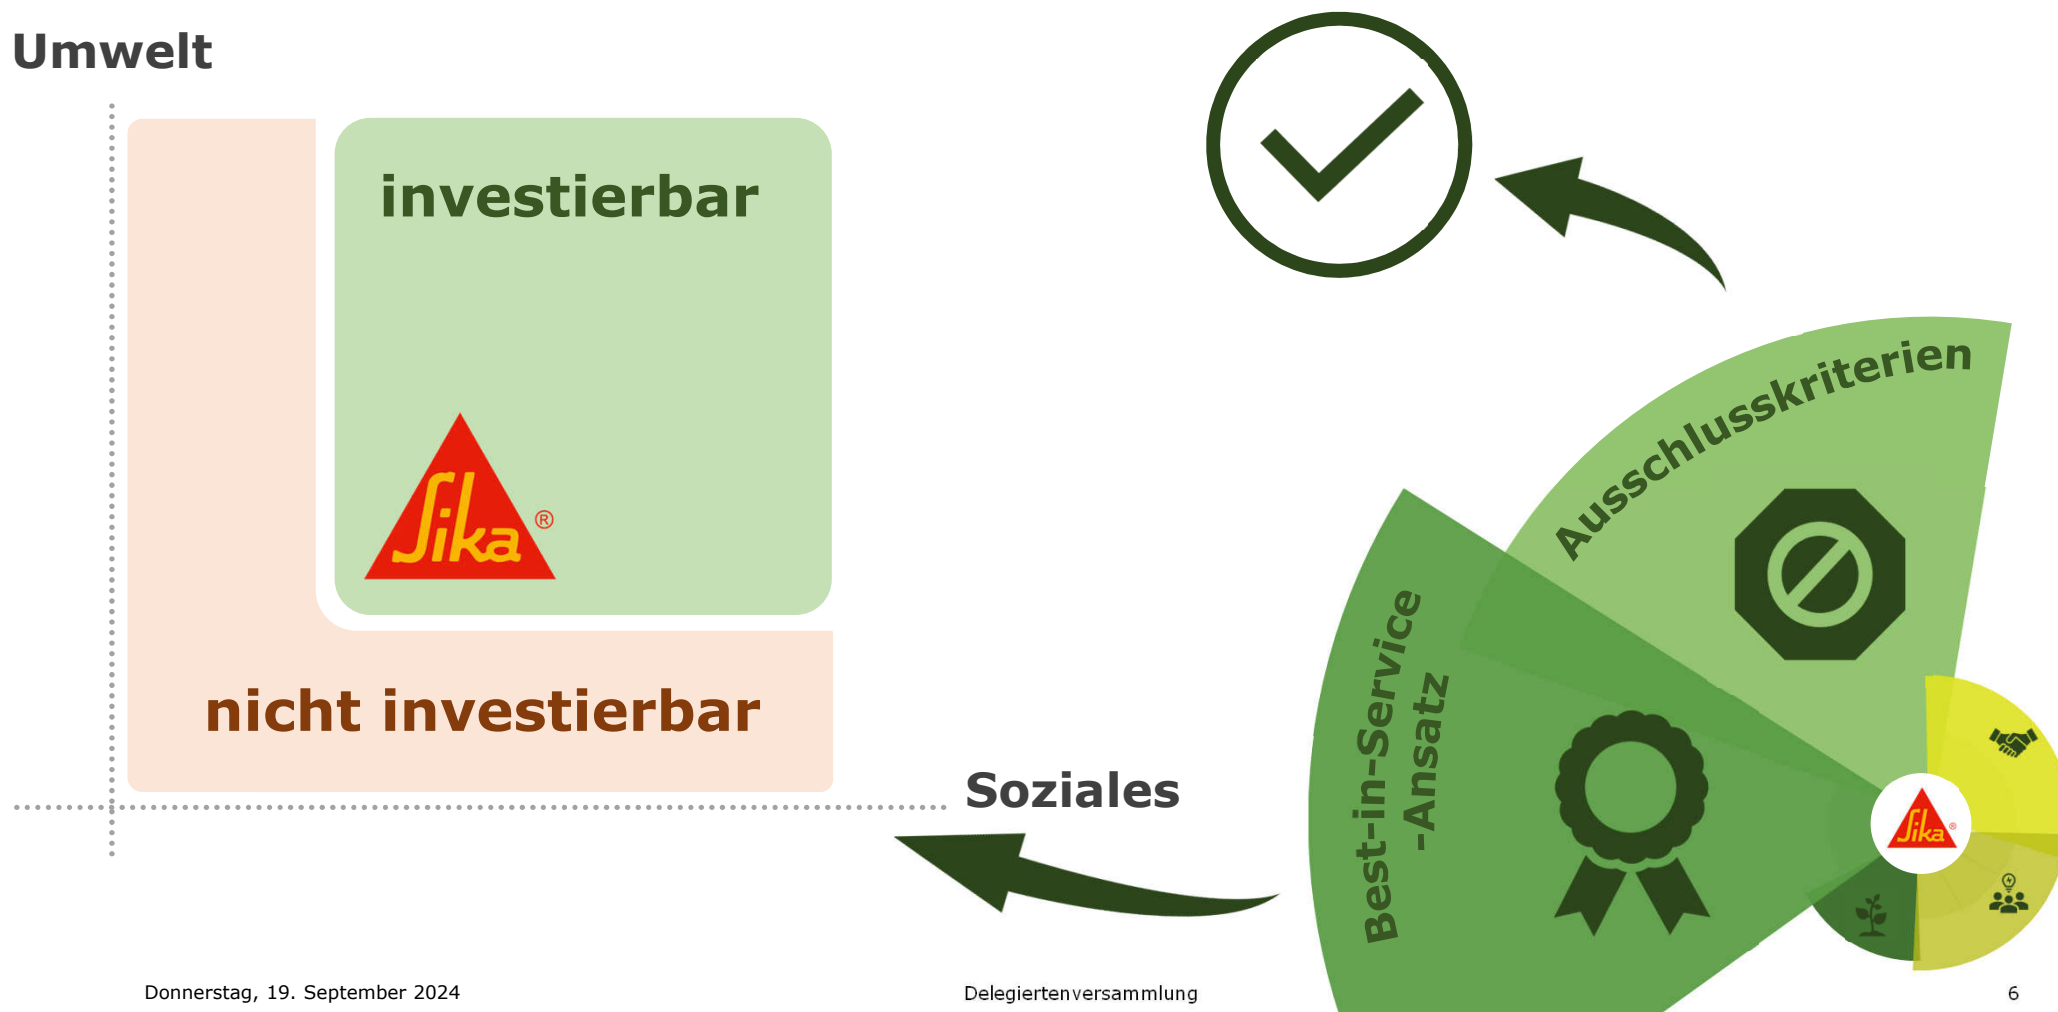 Umwelt
investierbar
Sika
®
nicht investierbar
Soziales
Ausschlusskriterien
Best-in-Service
-Ansatz
Sika
®
Donnerstag, 19. September 2024
Delegiertenversammlung
6